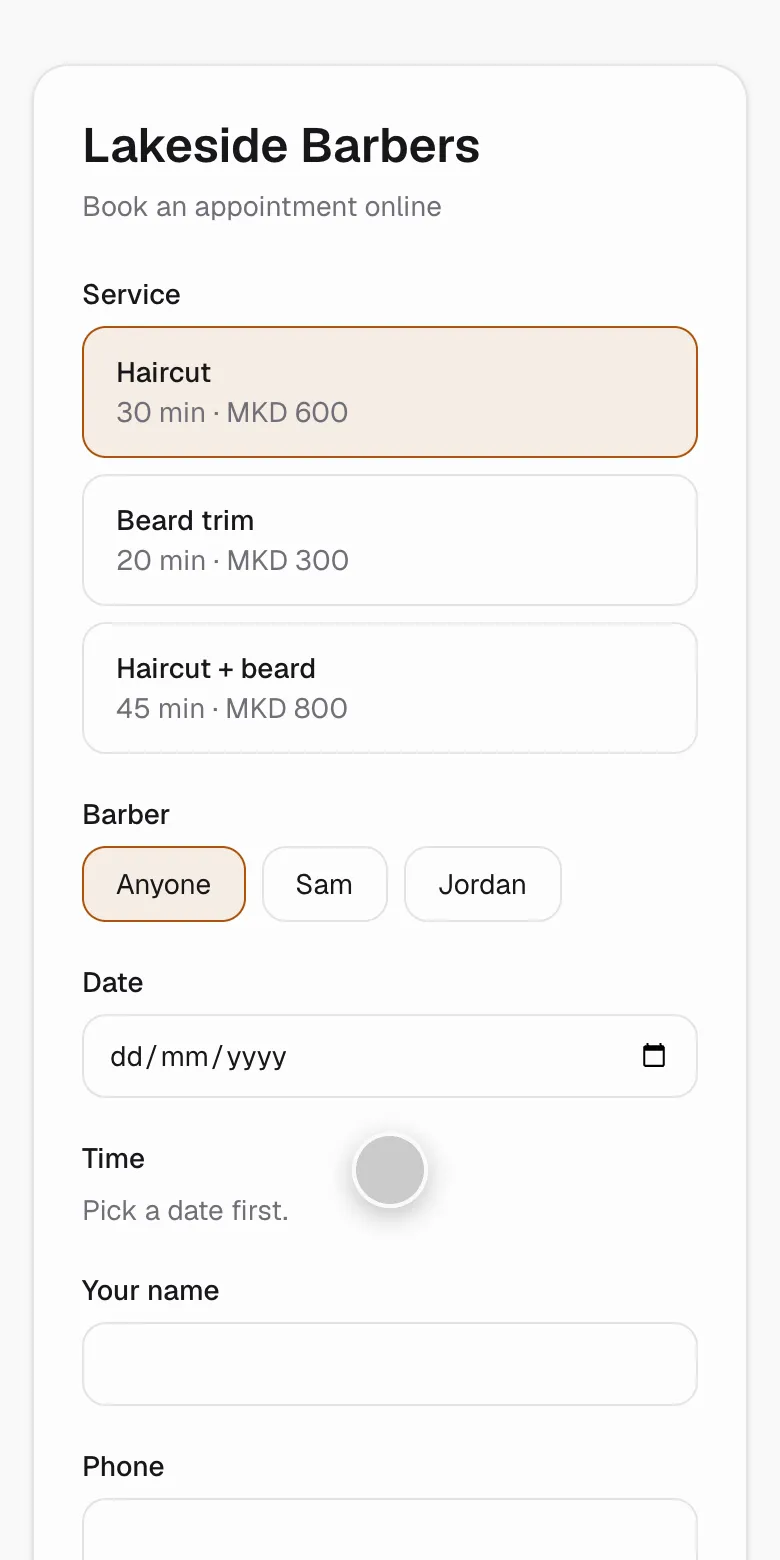 Lakeside Barbers
Book an appointment online
Service
Haircut
30 min · MKD 600
Beard trim
20 min · MKD 300
Haircut + beard
45 min · MKD 800
Barber
Anyone
Sam
Jordan
Date
dd/mm/yyyy
Time
Pick a date first.
Your name
Phone